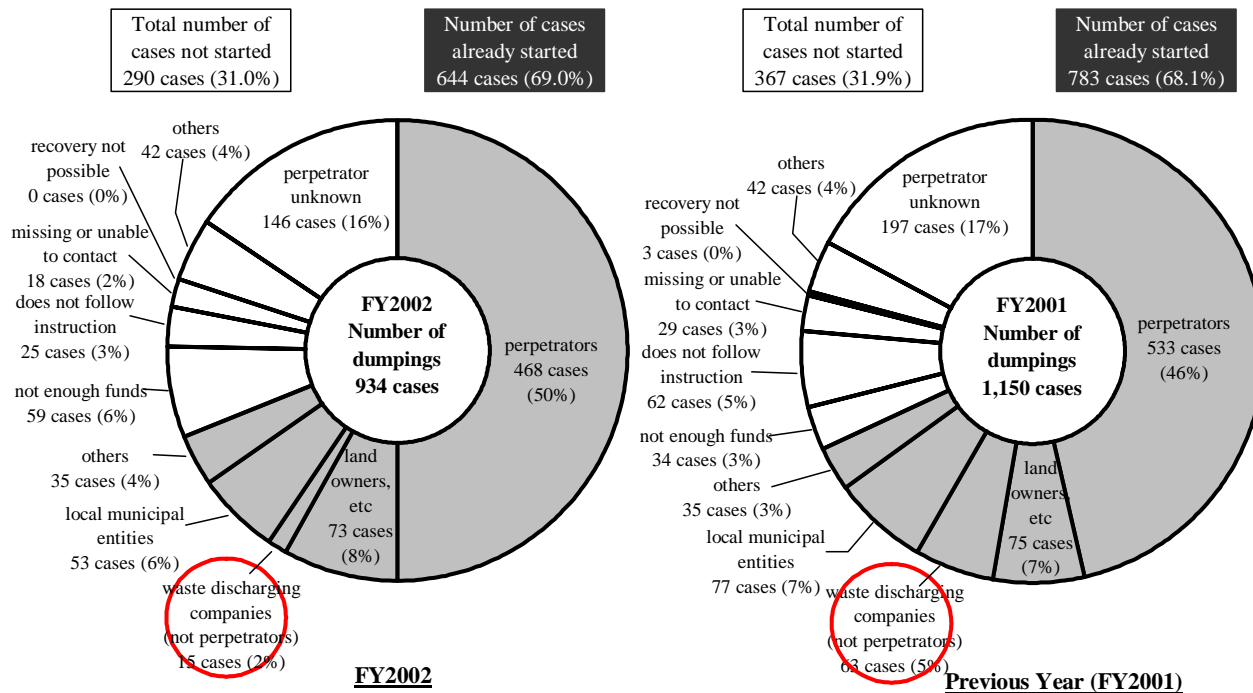 Total number of
cases not started
290 cases (31.0%)
Number of cases
already started
644 cases (69.0%)
others
42 cases (4%)
recovery not
possible
0 cases (0%)
missing or unable
to contact
18 cases (2%)
does not follow
instruction
25 cases (3%)
not enough funds
59 cases (6%)
others
35 cases (4%)
local municipal
entities
53 cases (6%)
waste discharging
companies
(not perpetrators)
15 cases (2%)
land
owners,
etc
73 cases
(8%)
perpetrator
unknown
146 cases (16%)
perpetrators
468 cases
(50%)
FY2002
Number of
dumpings
934 cases
FY2002
Total number of
cases not started
367 cases (31.9%)
Number of cases
already started
783 cases (68.1%)
others
42 cases (4%)
recovery not
possible
3 cases (0%)
missing or unable
to contact
29 cases (3%)
does not follow
instruction
62 cases (5%)
not enough funds
34 cases (3%)
others
35 cases (3%)
local municipal
entities
77 cases (7%)
waste discharging
companies
(not perpetrators)
63 cases (5%)
land
owners,
etc
75 cases
(7%)
perpetrator
unknown
197 cases (17%)
perpetrators
533 cases
(46%)
FY2001
Number of
dumpings
1,150 cases
Previous Year (FY2001)